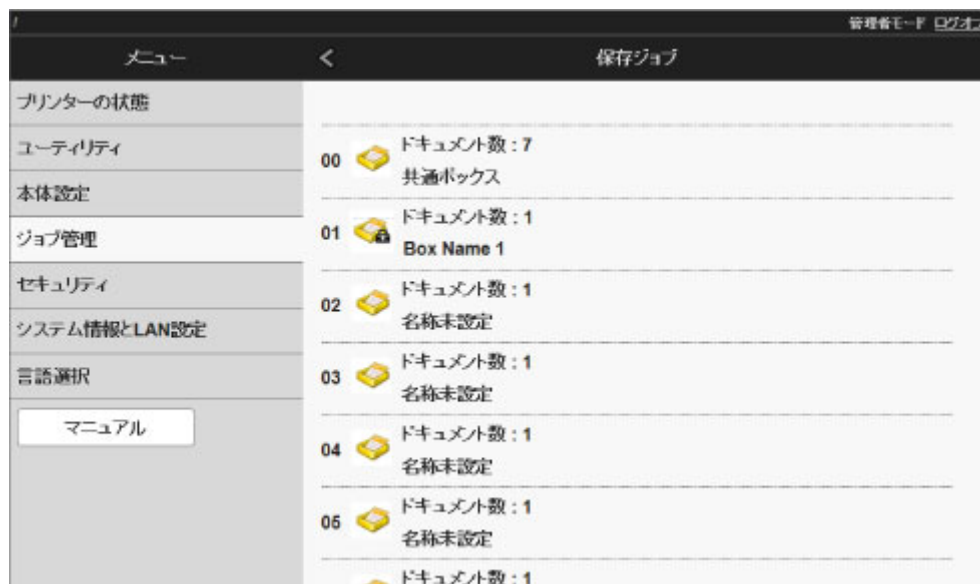 管理者モード ログオフ
メニュー
保存ジョブ
プリンターの状態
ユーティリティ
本体設定
ジョブ管理
セキュリティ
システム情報とLAN設定
言語選択
マニュアル
00
ドキュメント数 : 7
共通ボックス
01
ドキュメント数 : 1
Box Name 1
02
ドキュメント数 : 1
名称未設定
03
ドキュメント数 : 1
名称未設定
04
ドキュメント数 : 1
名称未設定
05
ドキュメント数 : 1
名称未設定
ドキュメント数 : 1